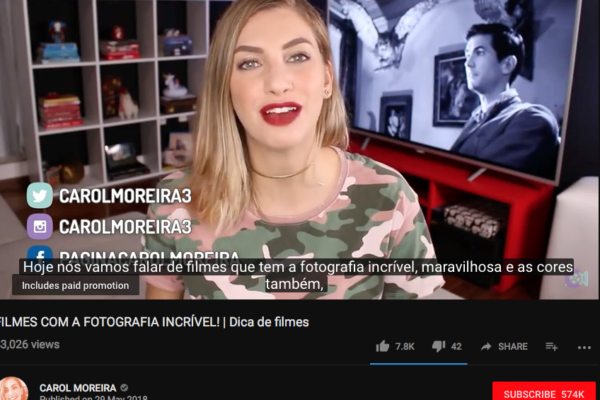 CAROLMOREIRA3
CAROLMOREIRA3
PAGINACAROLMOREIRA
Hoje nós vamos falar de filmes que tem a fotografia incrível, maravilhosa e as cores
também,
Includes paid promotion
FILMES COM A FOTOGRAFIA INCRÍVEL! | Dica de filmes
3,026 views
7.8K
42
SHARE
CAROL MOREIRA
Published on 29 May 2018
SUBSCRIBE 574K